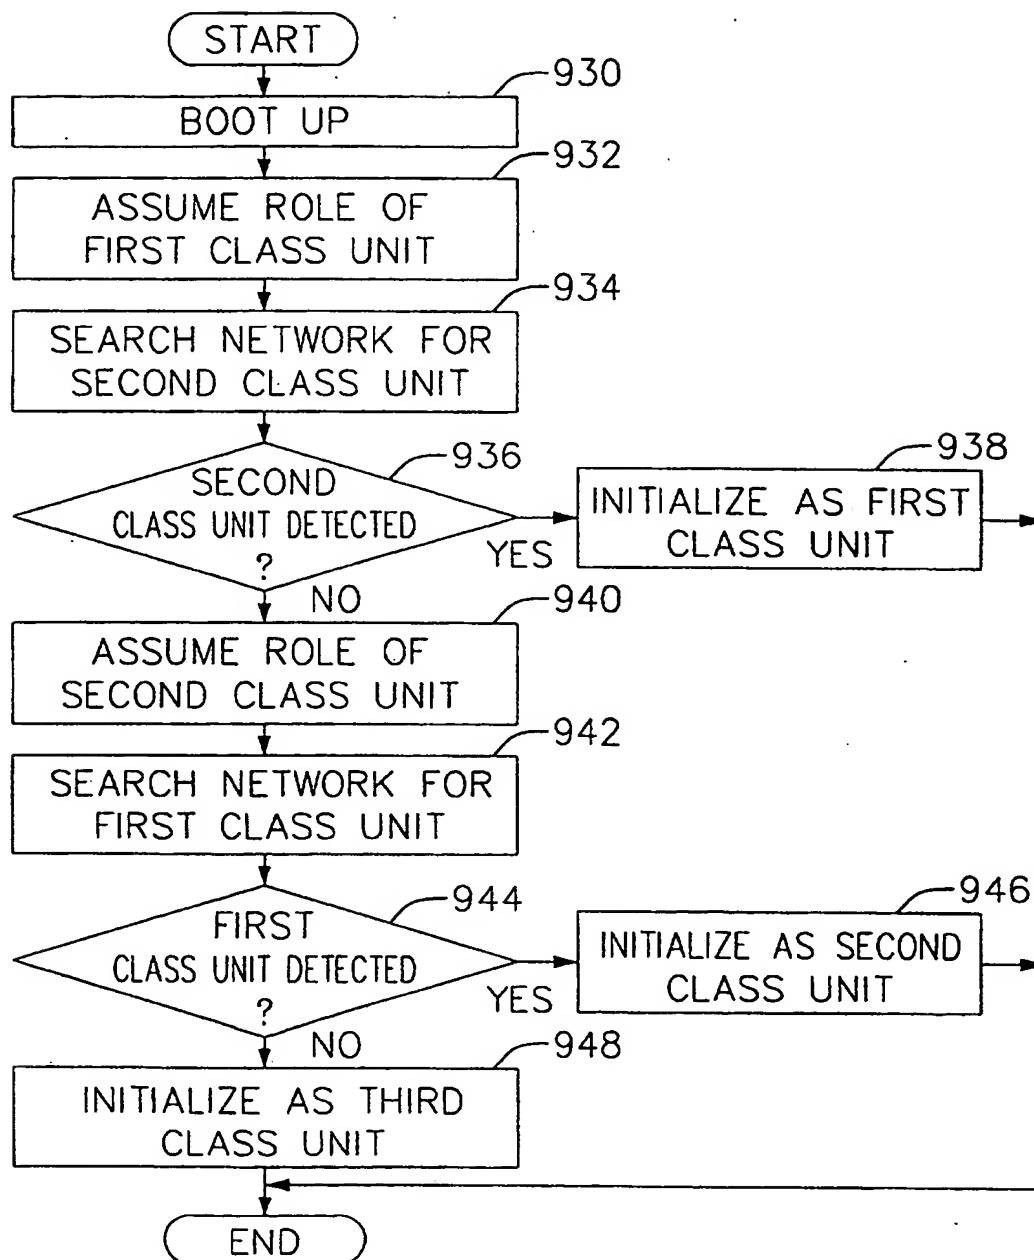 START
930
BOOT UP
932
ASSUME ROLE OF
FIRST CLASS UNIT
934
SEARCH NETWORK FOR
SECOND CLASS UNIT
936
SECOND
CLASS UNIT DETECTED
?
YES
938
INITIALIZE AS FIRST
CLASS UNIT
NO
940
ASSUME ROLE OF
SECOND CLASS UNIT
942
SEARCH NETWORK FOR
FIRST CLASS UNIT
944
FIRST
CLASS UNIT DETECTED
?
YES
946
INITIALIZE AS SECOND
CLASS UNIT
NO
948
INITIALIZE AS THIRD
CLASS UNIT
END